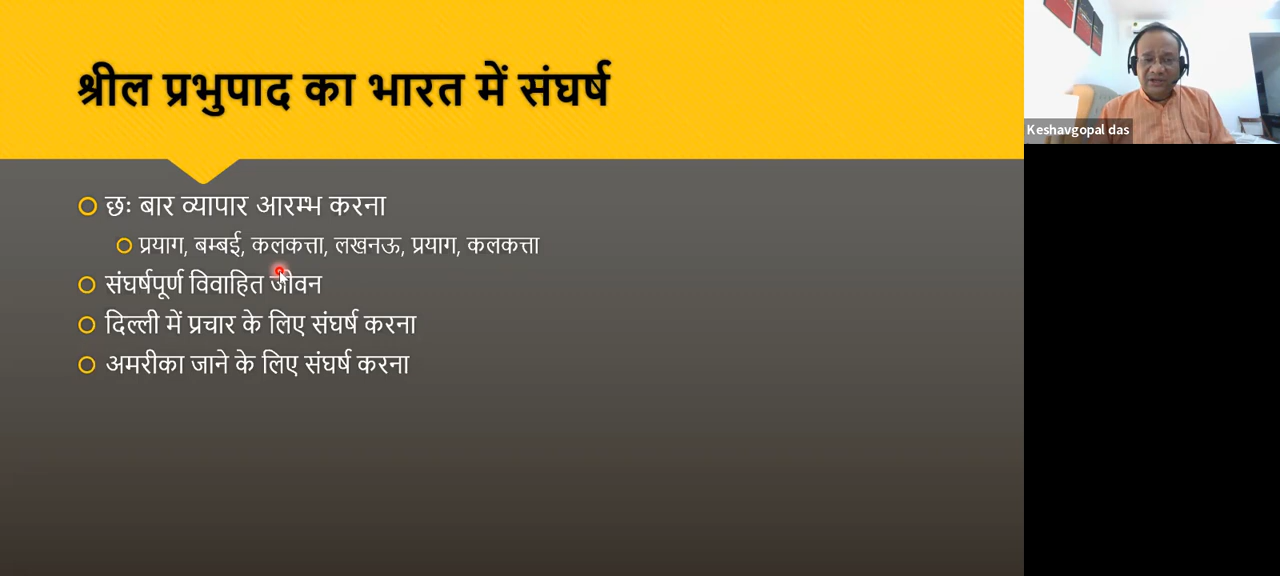 श्रील प्रभुपाद का भारत में संघर्ष
छः बार व्यापार आरम्भ करना
प्रयाग, बम्बई, कलकत्ता, लखनऊ, प्रयाग, कलकत्ता
संघर्षपूर्ण विवाहित जीवन
दिल्ली में प्रचार के लिए संघर्ष करना
अमरीका जाने के लिए संघर्ष करना
Keshavgopal das